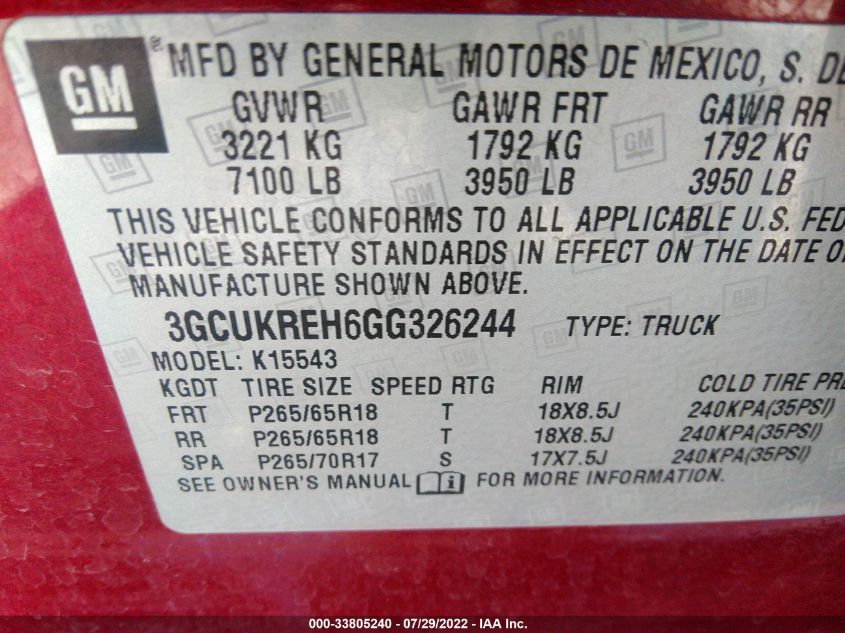 GM ® MFD BY GENERAL MOTORS DE MEXICO, S. DE
GVWR GAWR FRT GAWR RR
3221 KG 1792 KG 1792 KG
7100 LB 3950 LB 3950 LB
THIS VEHICLE CONFORMS TO ALL APPLICABLE U.S. FED
VEHICLE SAFETY STANDARDS IN EFFECT ON THE DATE O
MANUFACTURE SHOWN ABOVE.
3GCUKREH6GG326244 TYPE: TRUCK
MODEL: K15543
KGDT TIRE SIZE SPEED RTG RIM COLD TIRE PRE
FRT P265/65R18 T 18X8.5J 240KPA(35PSI)
RR P265/65R18 T 18X8.5J 240KPA(35PSI)
SPA P265/70R17 S 17X7.5J 240KPA(35PSI)
SEE OWNER'S MANUAL i FOR MORE INFORMATION.
000-33805240 - 07/29/2022 - IAA Inc.